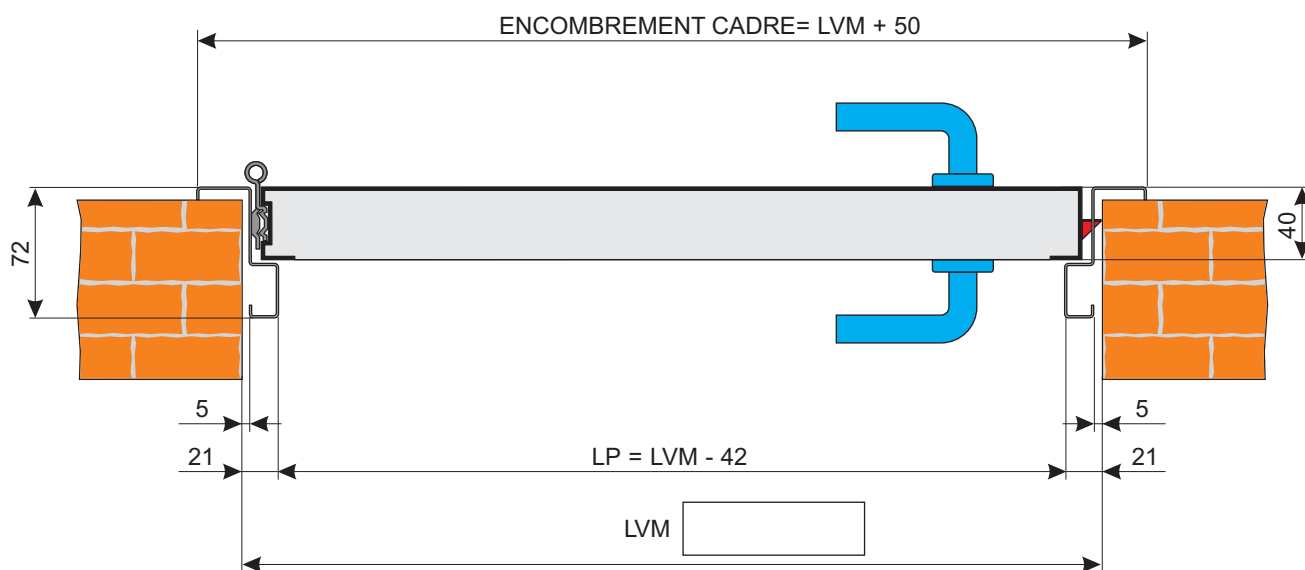 ENCOMBREMENT CADRE= LVM + 50
72
40
5
5
21
LP = LVM - 42
21
LVM